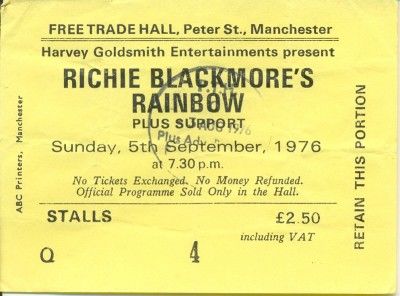 FREE TRADE HALL, Peter St., Manchester
Harvey Goldsmith Entertainments present
RICHIE BLACKMORE'S
RAINBOW
PLUS SUPPORT
Sunday, 5th September, 1976
at 7.30 p.m.
No Tickets Exchanged. No Money Refunded.
Official Programme Sold Only in the Hall.
STALLS £2.50
including VAT
Q 4
ABC Printers, Manchester
RETAIN THIS PORTION